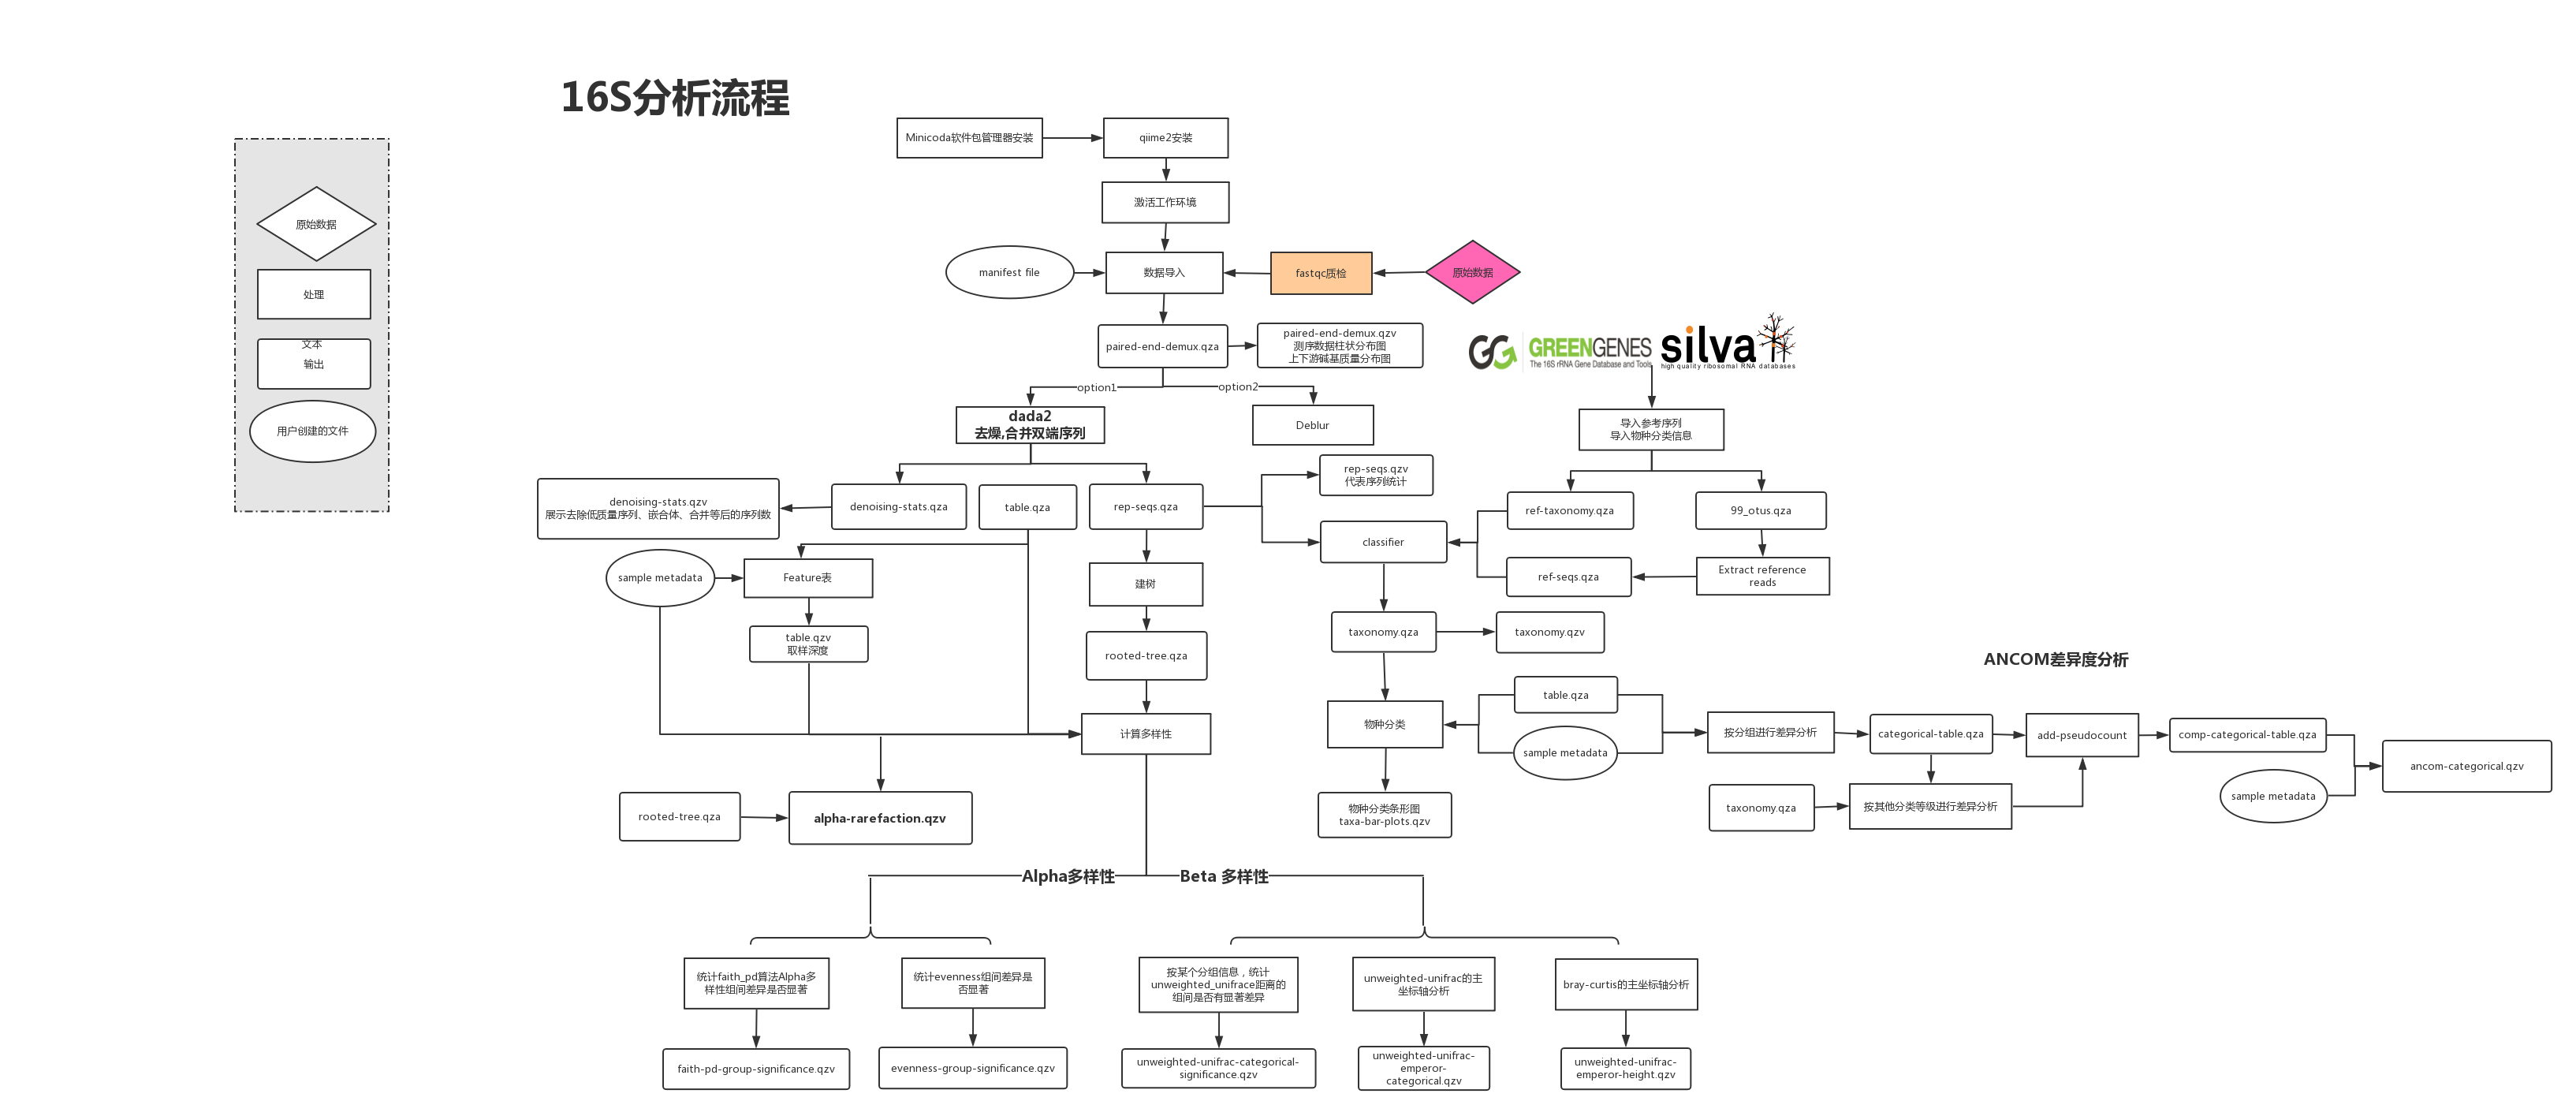 16S分析流程
原始数据
处理
文本
输出
用户创建的文件
Minicoda软件包管理器安装
qiime2安装
激活工作环境
manifest file
数据导入
fastqc质检
原始数据
paired-end-demux.qza
paired-end-demux.qzv
测序数据柱状分布图
上下游碱基质量分布图
GREENGENES
The 16S rRNA Gene Database and Tools
silva
high quality ribosomal RNA databases
option1
option2
dada2
去燥,合并双端序列
Deblur
导入参考序列
导入物种分类信息
denoising-stats.qzv
展示去除低质量序列、嵌合体、合并等后的序列数
denoising-stats.qza
table.qza
rep-seqs.qza
rep-seqs.qzv
代表序列统计
ref-taxonomy.qza
99_otus.qza
classifier
sample metadata
Feature表
建树
ref-seqs.qza
Extract reference
reads
table.qzv
取样深度
rooted-tree.qza
taxonomy.qza
taxonomy.qzv
ANCOM差异度分析
计算多样性
物种分类
table.qza
sample metadata
按分组进行差异分析
categorical-table.qza
add-pseudocount
comp-categorical-table.qza
ancom-categorical.qzv
sample metadata
taxonomy.qza
按其他分类等级进行差异分析
rooted-tree.qza
alpha-rarefaction.qzv
物种分类条形图
taxa-bar-plots.qzv
Alpha多样性
Beta 多样性
统计faith_pd算法Alpha多
样性组间差异是否显著
统计evenness组间差异是
否显著
按某个分组信息，统计
unweighted_unifrace距离的
组间是否有显著差异
unweighted-unifrac的主
坐标轴分析
bray-curtis的主坐标轴分析
faith-pd-group-significance.qzv
evenness-group-significance.qzv
unweighted-unifrac-categorical-
significance.qzv
unweighted-unifrac-
emperor-
categorical.qzv
unweighted-unifrac-
emperor-height.qzv